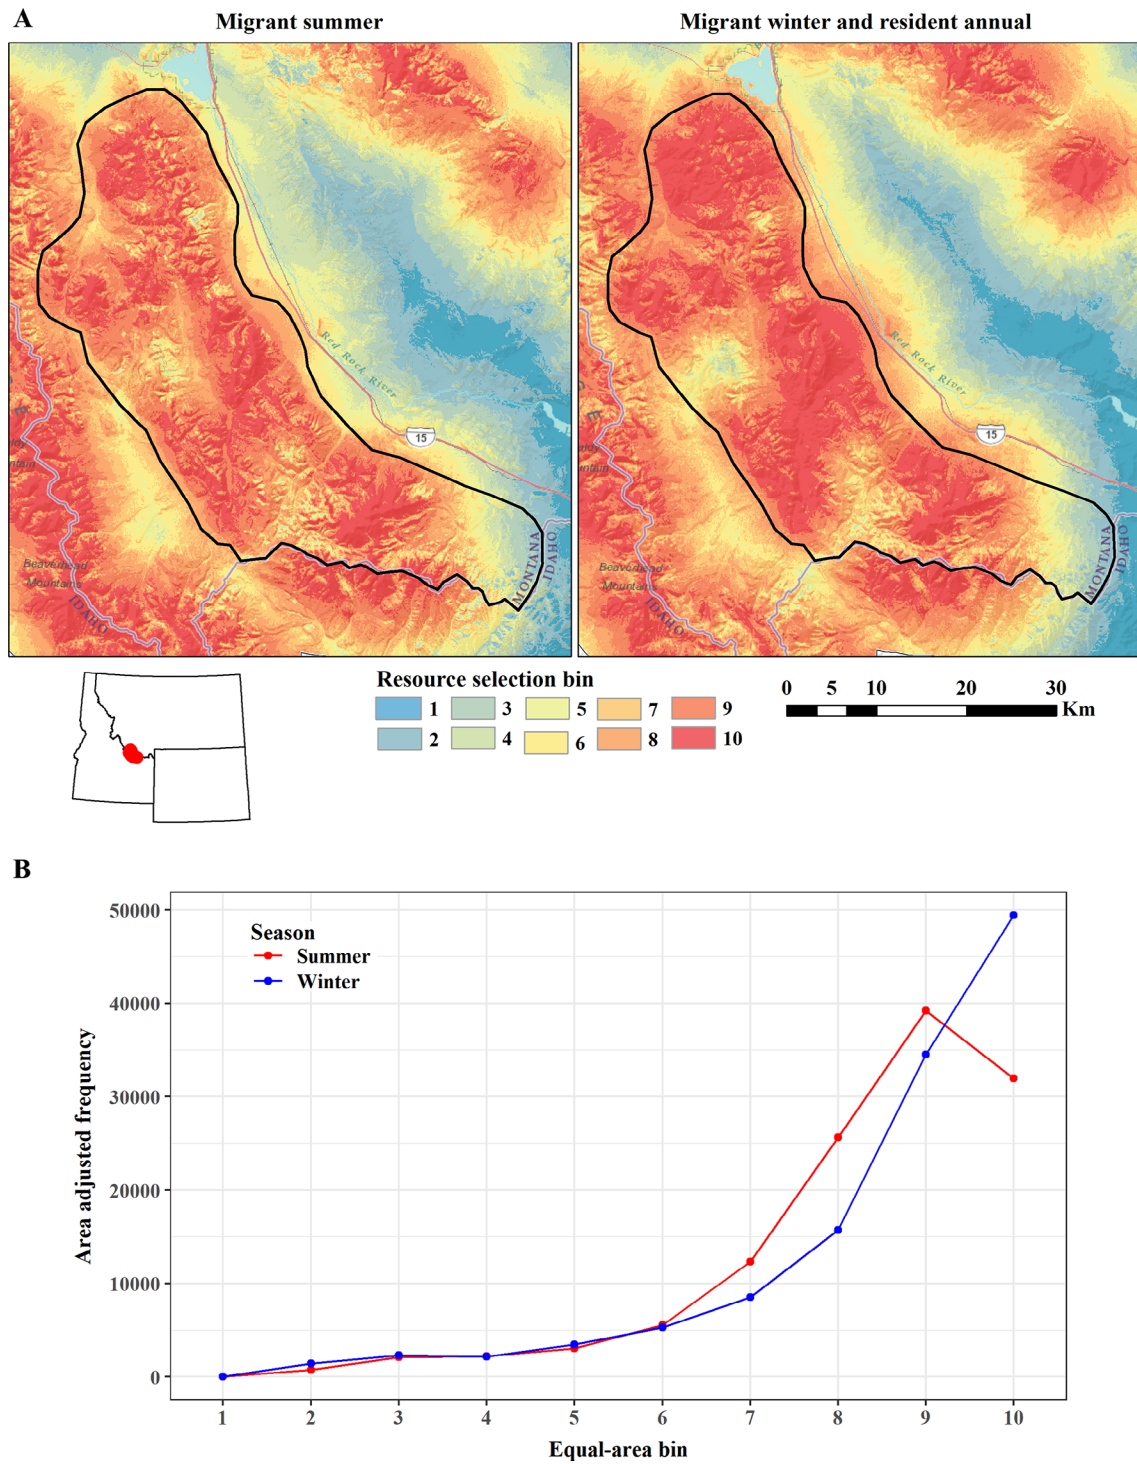 A
Migrant summer
Migrant winter and resident annual
Red Rock River
15
MONTANA
IDAHO
Beaverhead
Mountains
IDAHO
Red Rock River
15
MONTANA
IDAHO
Beaverhead
Mountains
IDAHO
Resource selection bin
1 3 5 7 9
2 4 6 8 10
0 5 10 20 30
Km
B
Season
Summer
Winter
Area adjusted frequency
50000
40000
30000
20000
10000
0
1 2 3 4 5 6 7 8 9 10
Equal-area bin